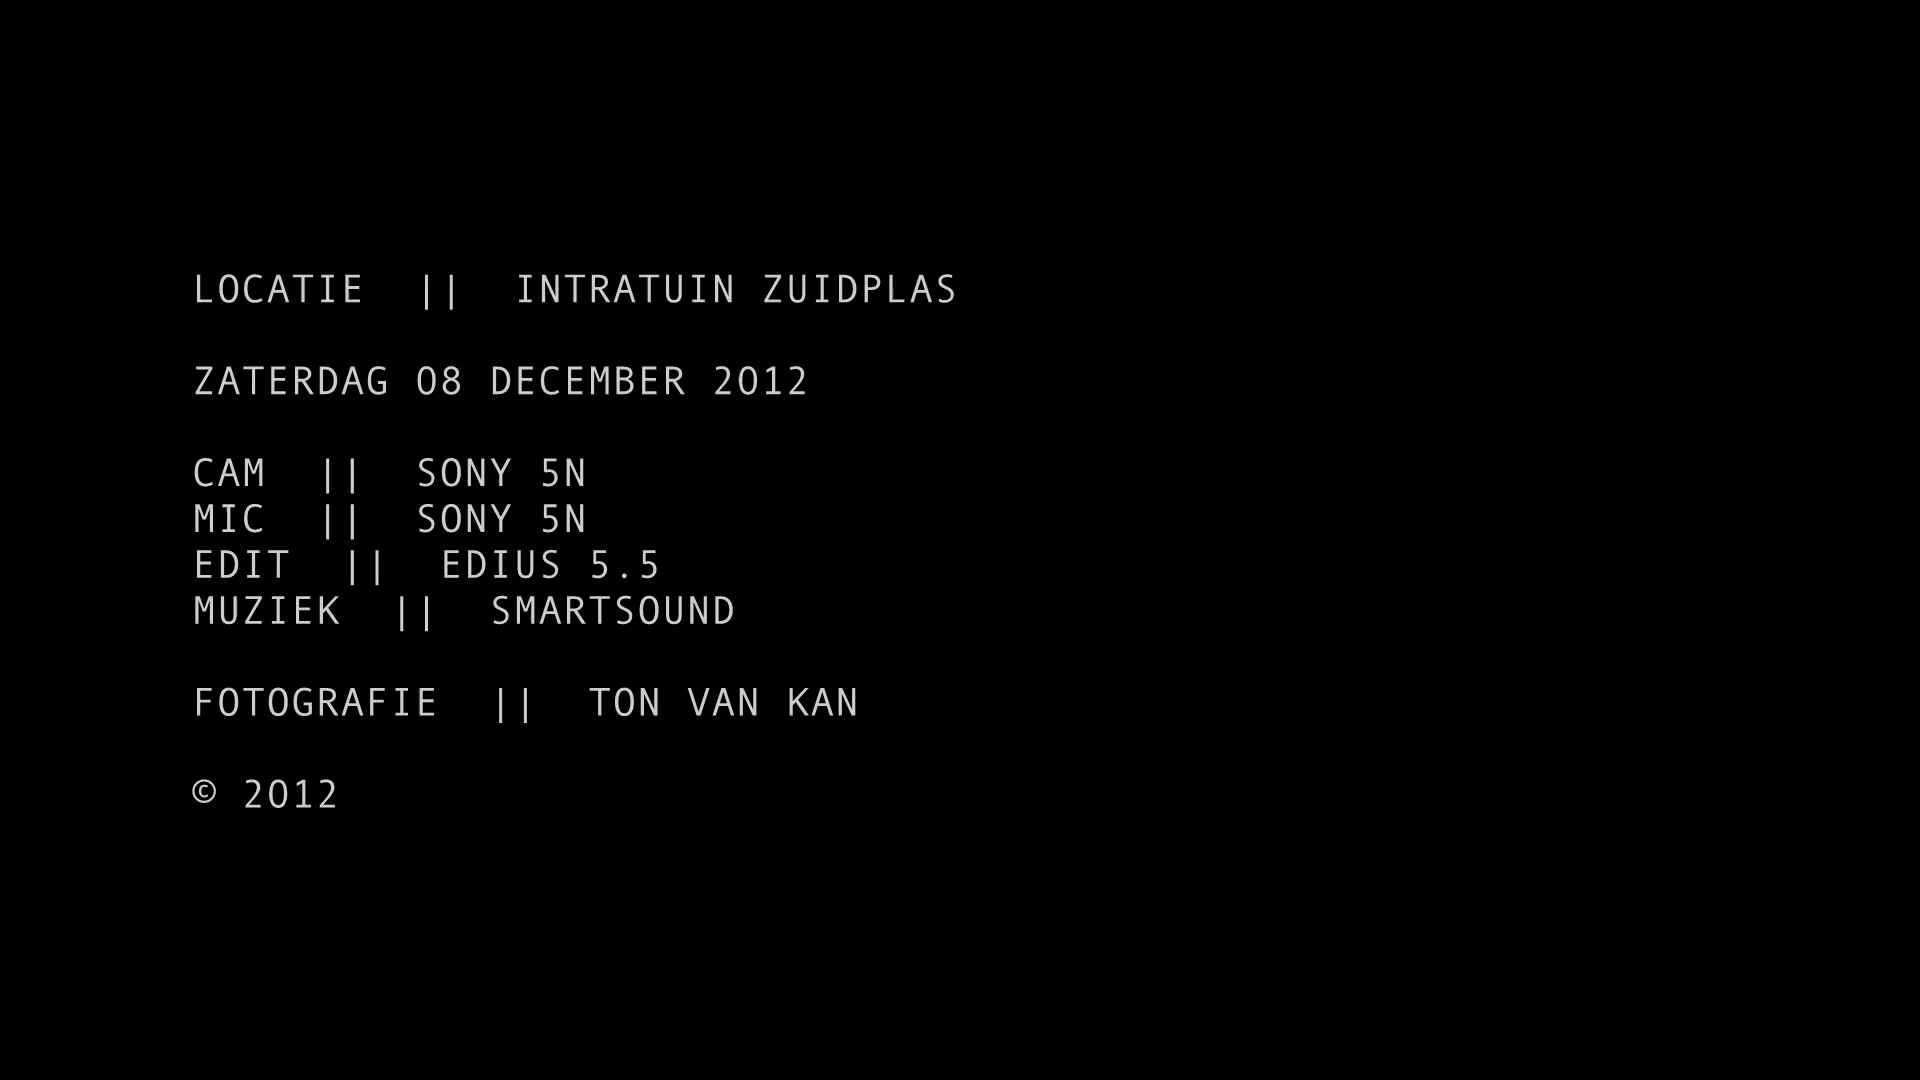 LOCATIE || INTRATUIN ZUIDPLAS
ZATERDAG 08 DECEMBER 2012
CAM || SONY 5N
MIC || SONY 5N
EDIT || EDIUS 5.5
MUZIEK || SMARTSOUND
FOTOGRAFIE || TON VAN KAN
© 2012